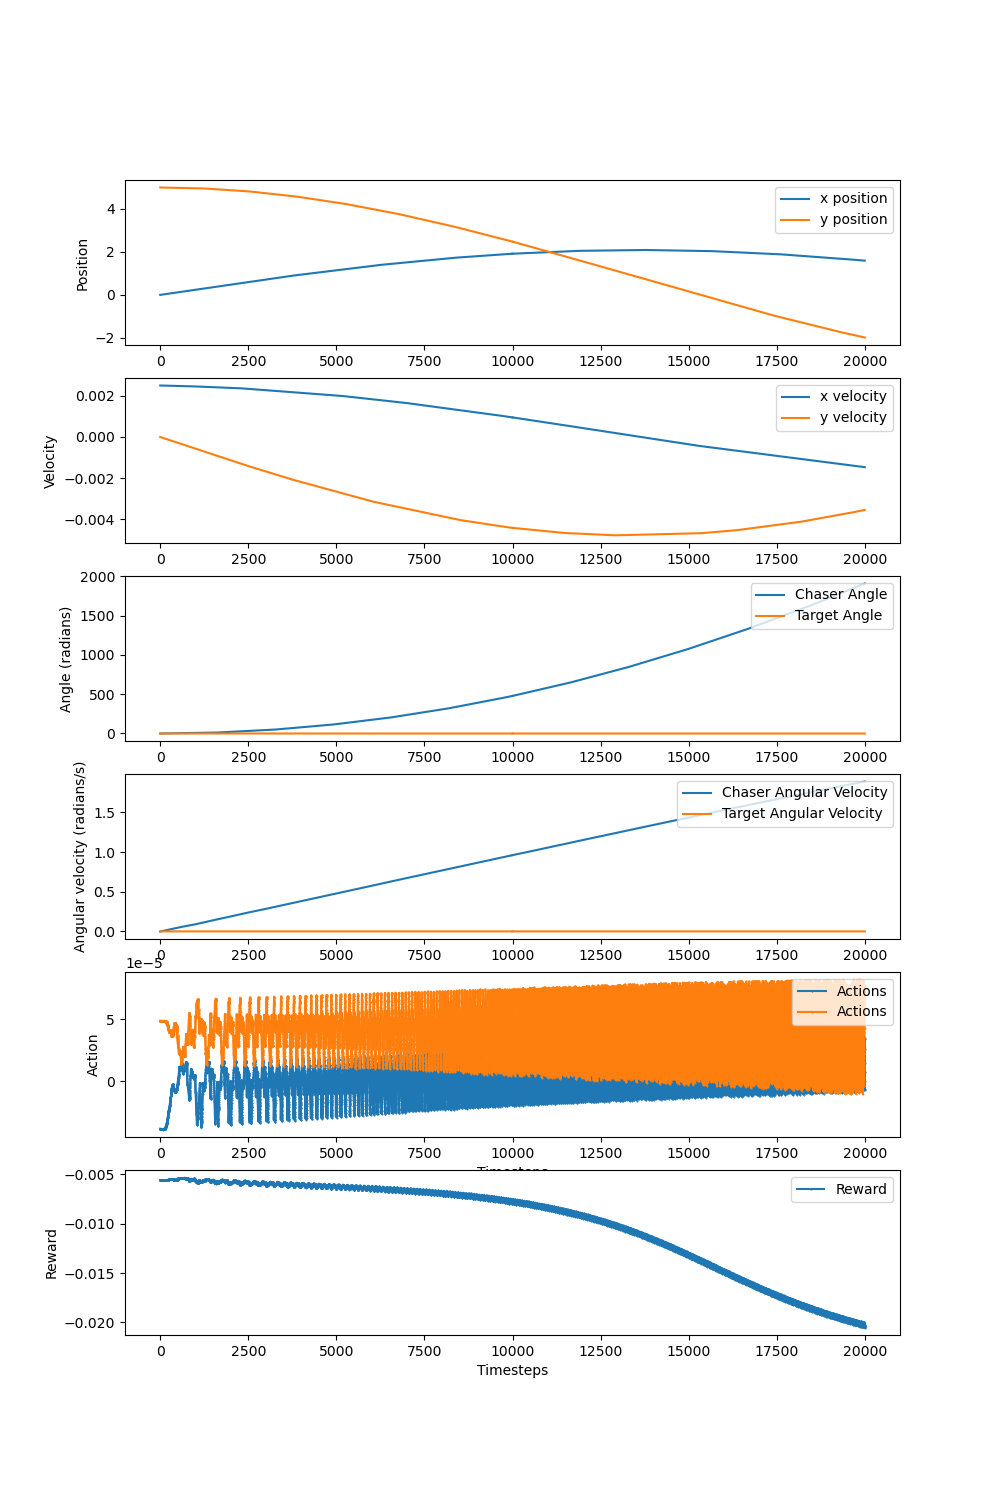 4
2
0
−2
Position
x position
y position
0 2500 5000 7500 10000 12500 15000 17500 20000
0.002
0.000
−0.002
−0.004
Velocity
x velocity
y velocity
0 2500 5000 7500 10000 12500 15000 17500 20000
2000
1500
1000
500
0
Angle (radians)
Chaser Angle
Target Angle
0 2500 5000 7500 10000 12500 15000 17500 20000
1.5
1.0
0.5
0.0
Angular velocity (radians/s)
Chaser Angular Velocity
Target Angular Velocity
0 2500 5000 7500 10000 12500 15000 17500 20000
1e−5
5
0
Action
Actions
Actions
0 2500 5000 7500 10000 12500 15000 17500 20000
Timesteps
−0.005
−0.010
−0.015
−0.020
Reward
Reward
0 2500 5000 7500 10000 12500 15000 17500 20000
Timesteps